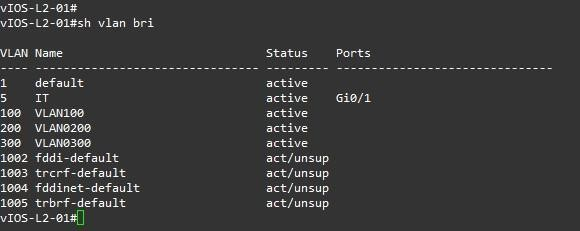 vIOS-L2-01#
vIOS-L2-01#sh vlan bri

VLAN Name                             Status    Ports
---- -------------------------------- --------- -------------------------------
1    default                          active
5    IT                               active    Gi0/1
100  VLAN100                          active
200  VLAN0200                         active
300  VLAN0300                         active
1002 fddi-default                     act/unsup
1003 trcrf-default                    act/unsup
1004 fddinet-default                  act/unsup
1005 trbrf-default                    act/unsup
vIOS-L2-01#